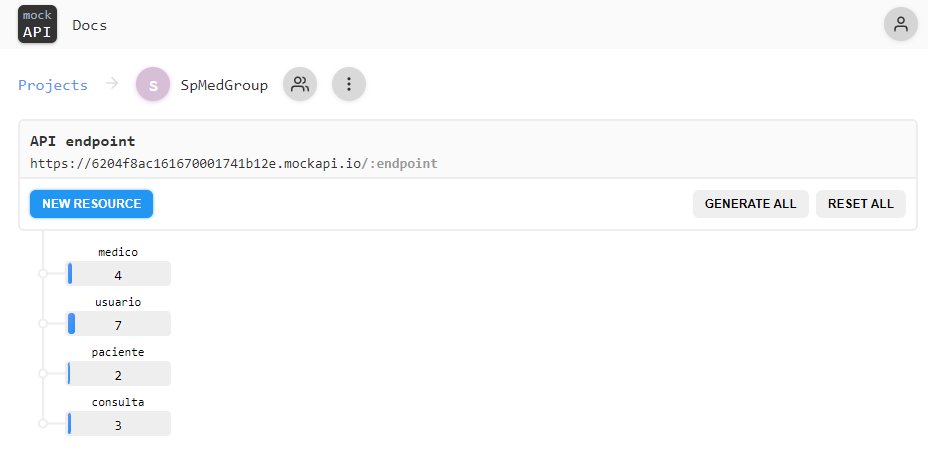 mock
API
Docs
Projects
s
SpMedGroup
API endpoint
https://6204f8ac161670001741b12e.mockapi.io/:endpoint
NEW RESOURCE
GENERATE ALL
RESET ALL
medico
4
usuario
7
paciente
2
consulta
3